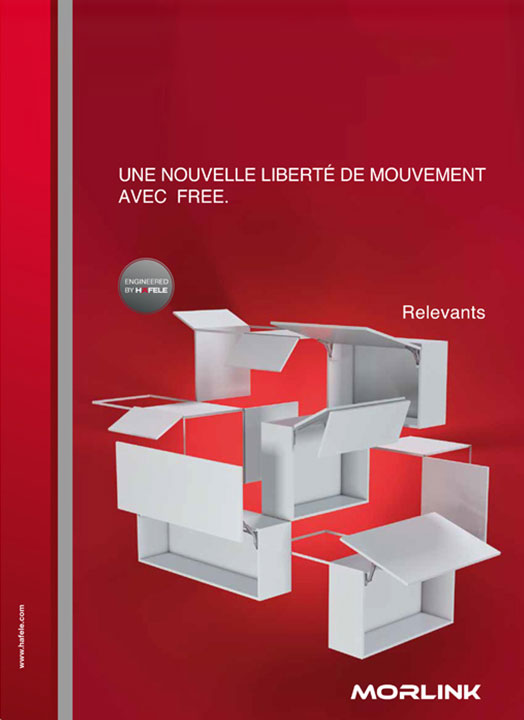 UNE NOUVELLE LIBERTÉ DE MOUVEMENT
AVEC FREE.
ENGINEERED
BY HÄFELE
Relevants
www.hafele.com
MORLINK